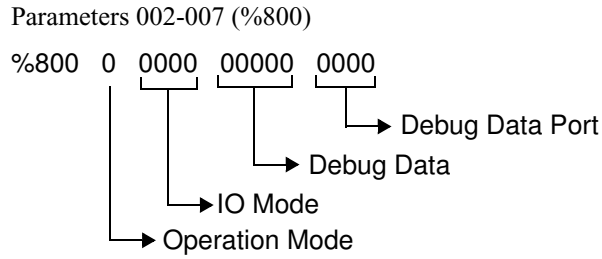 Parameters 002-007 (%800)
%800 0 0000 00000 0000
Debug Data Port
Debug Data
IO Mode
Operation Mode